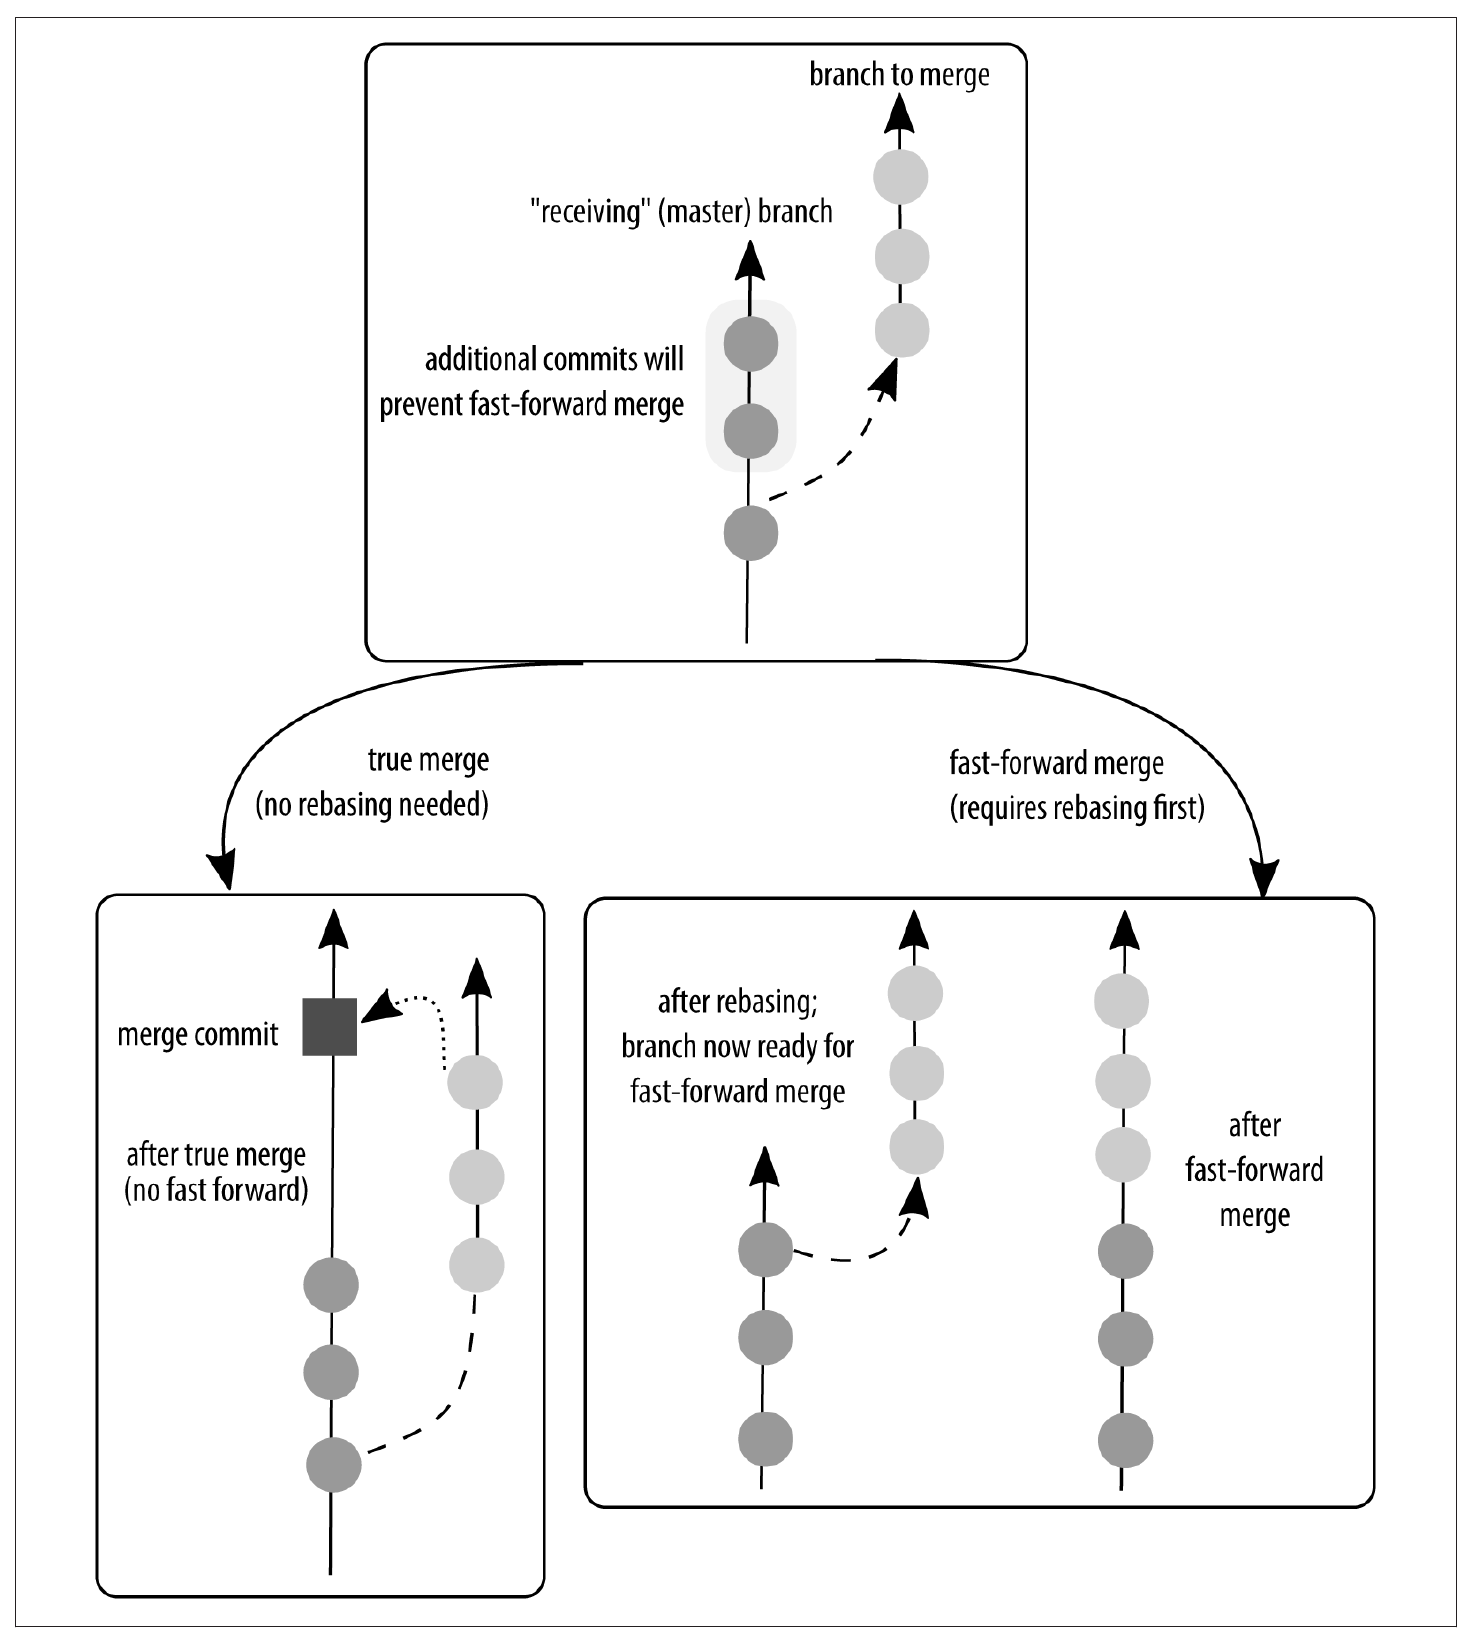 branch to merge
"receiving" (master) branch
additional commits will
prevent fast-forward merge
true merge
(no rebasing needed)
fast-forward merge
(requires rebasing first)
merge commit
after true merge
(no fast forward)
after rebasing;
branch now ready for
fast-forward merge
after
fast-forward
merge